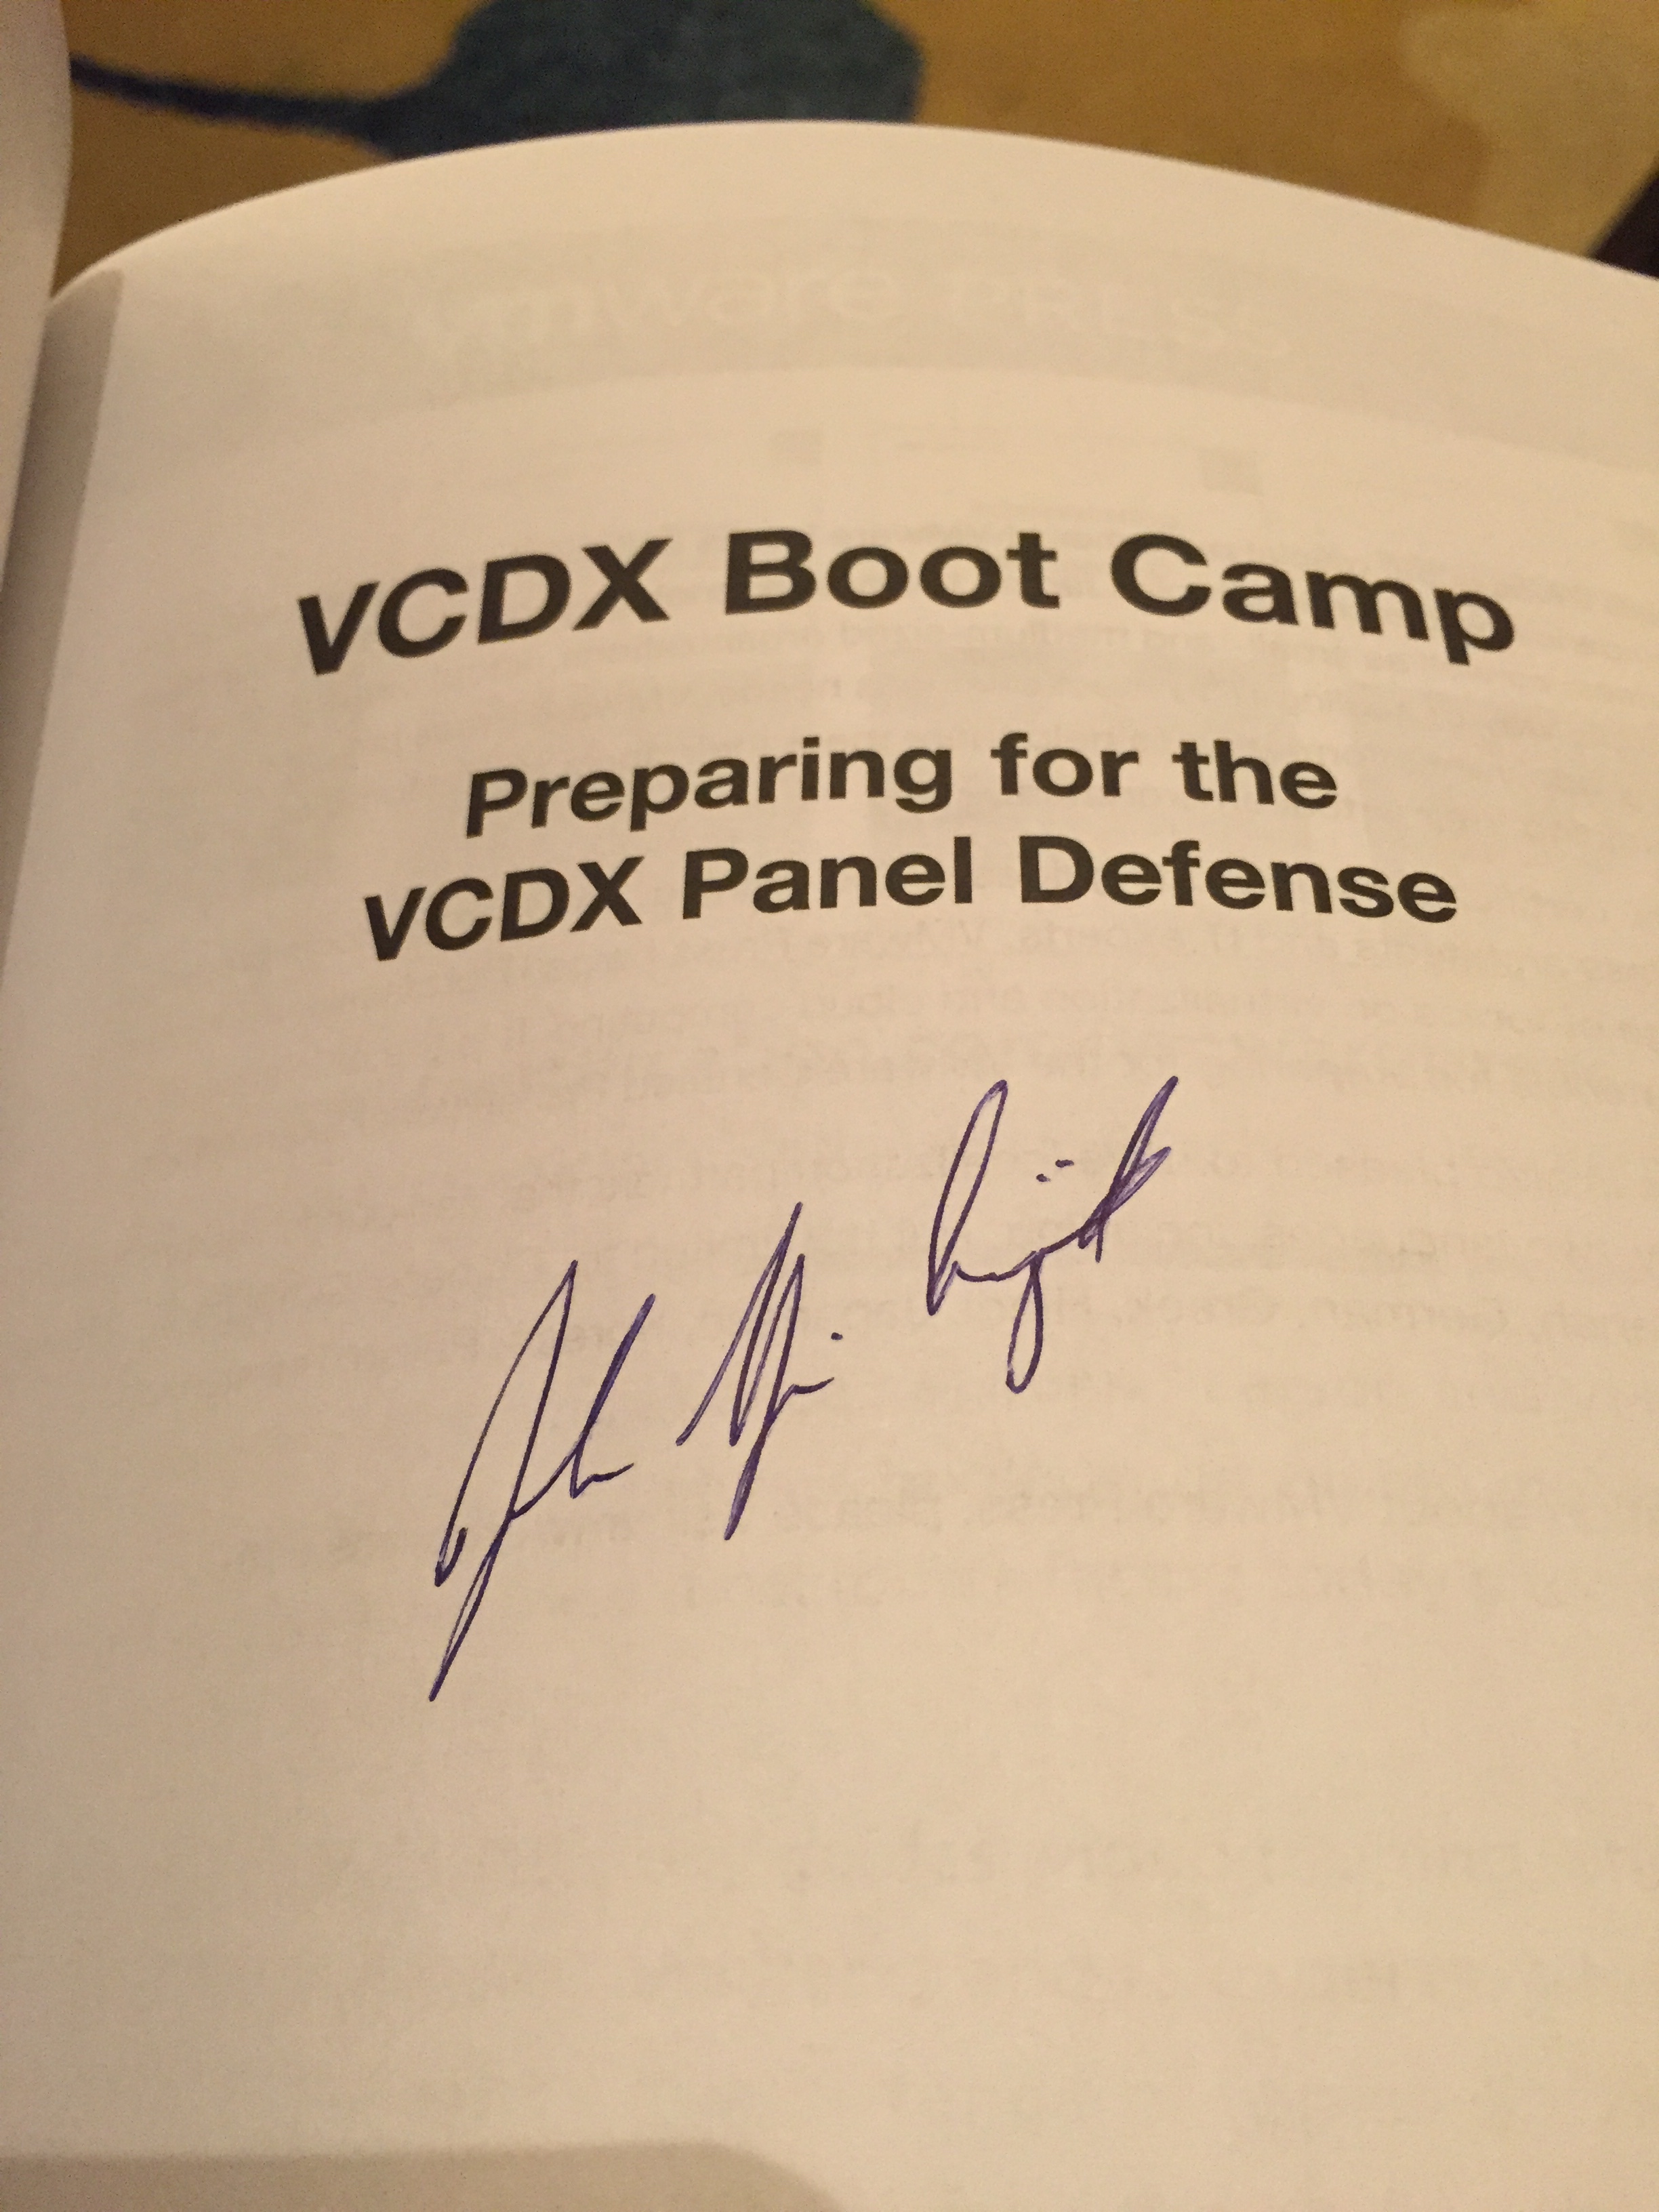 VCDX Boot Camp
Preparing for the
VCDX Panel Defense